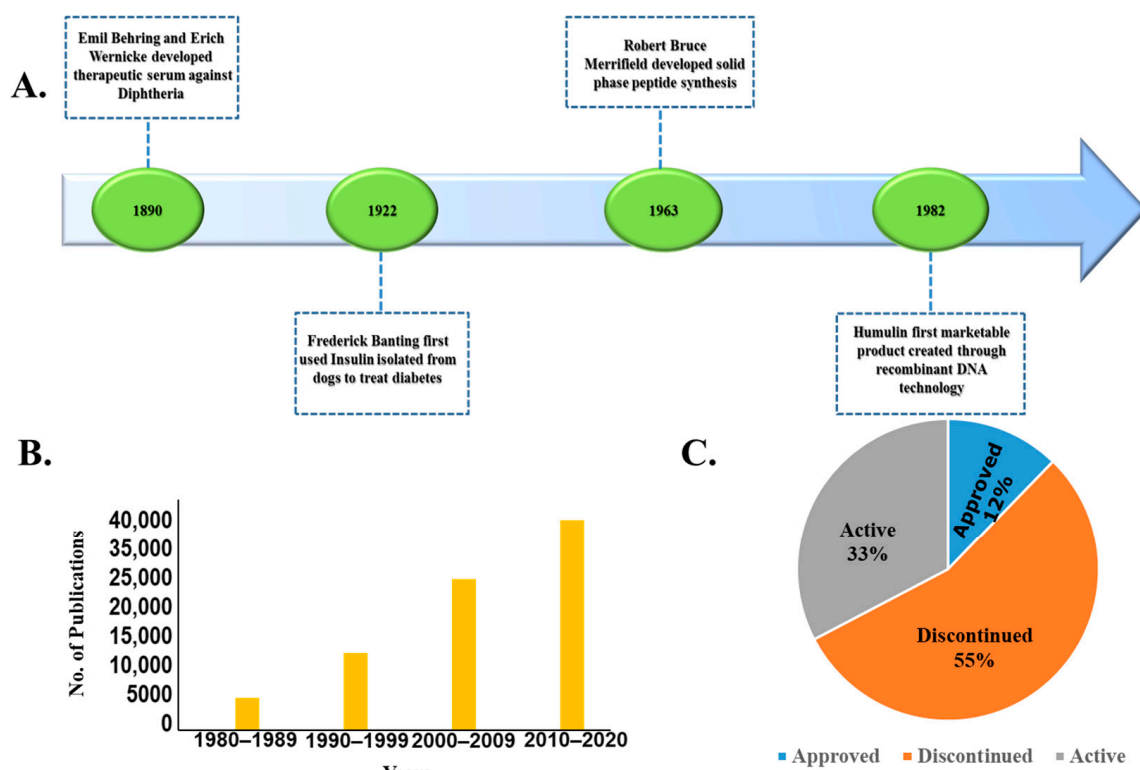 A.
Emil Behring and Erich
Wernicke developed
therapeutic serum against
Diphtheria
Robert Bruce
Merrifield developed solid
phase peptide synthesis
1890
1922
1963
1982
Frederick Banting first
used Insulin isolated from
dogs to treat diabetes
Humulin first marketable
product created through
recombinant DNA
technology
B.
No. of Publications
40,000
35,000
25,000
20,000
15,000
10,000
5000
0
1980–1989
1990–1999
2000–2009
2010–2020
C.
Approved
12%
Active
33%
Discontinued
55%
Approved
Discontinued
Active